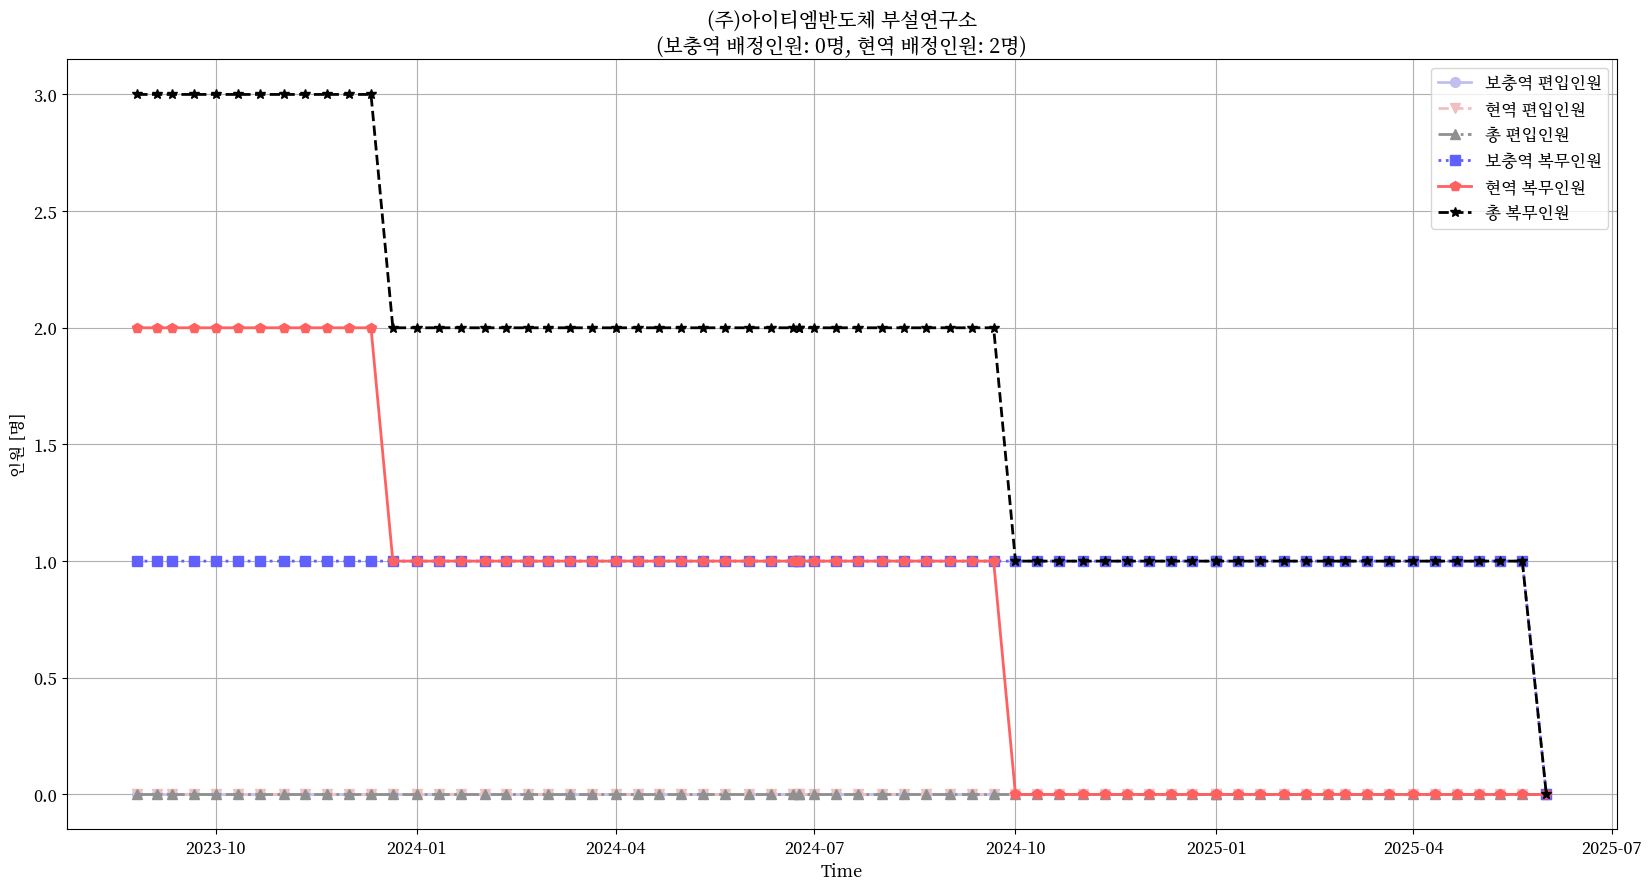 (주)아이티엠반도체 부설연구소
(보충역 배정인원: 0명, 현역 배정인원: 2명)
보충역 편입인원
현역 편입인원
총 편입인원
보충역 복무인원
현역 복무인원
총 복무인원
3.0
2.5
2.0
1.5
1.0
0.5
0.0
인원 [명]
2023-10 2024-01 2024-04 2024-07 2024-10 2025-01 2025-04 2025-07
Time